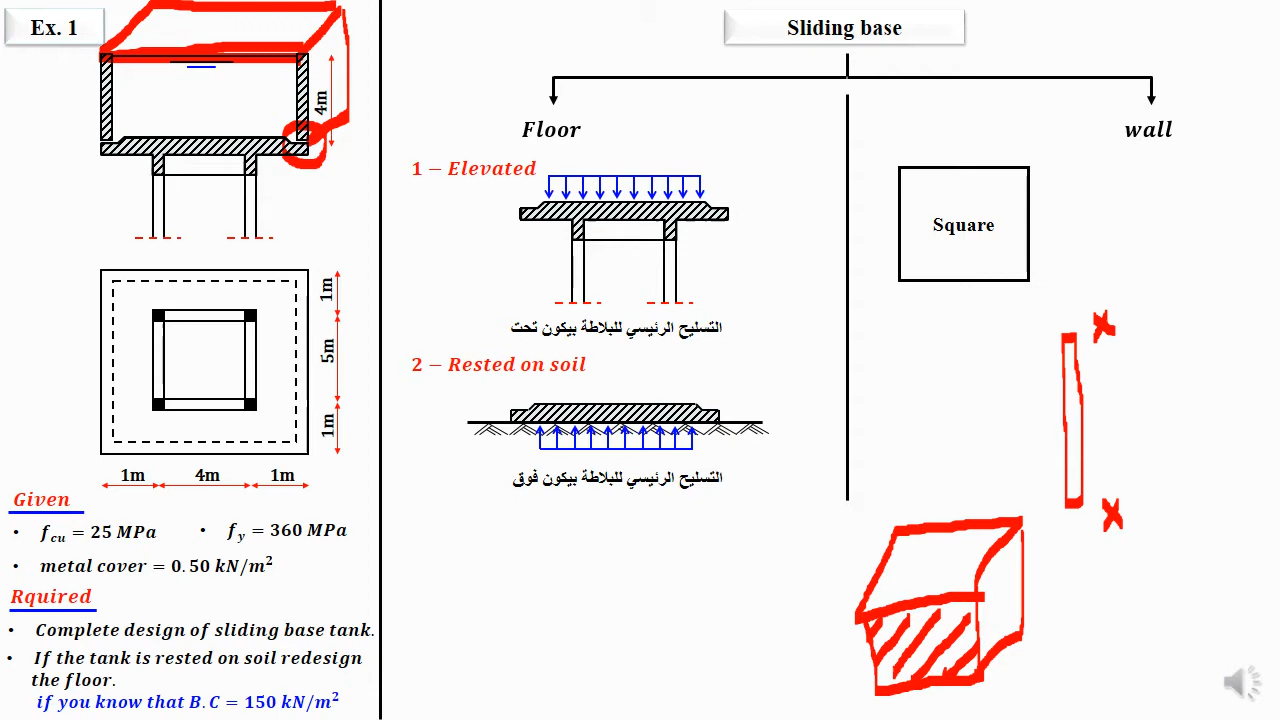 Ex. 1
4m
1m
5m
1m
1m 4m 1m
Given
• f_cu = 25 MPa • f_y = 360 MPa
• metal cover = 0.50 kN/m²
Rquired
• Complete design of sliding base tank.
• If the tank is rested on soil redesign
the floor.
if you know that B.C = 150 kN/m²
Sliding base
Floor
wall
1 − Elevated
التسليح الرئيسي للبلاطة بيكون تحت
2 − Rested on soil
التسليح الرئيسي للبلاطة بيكون فوق
Square